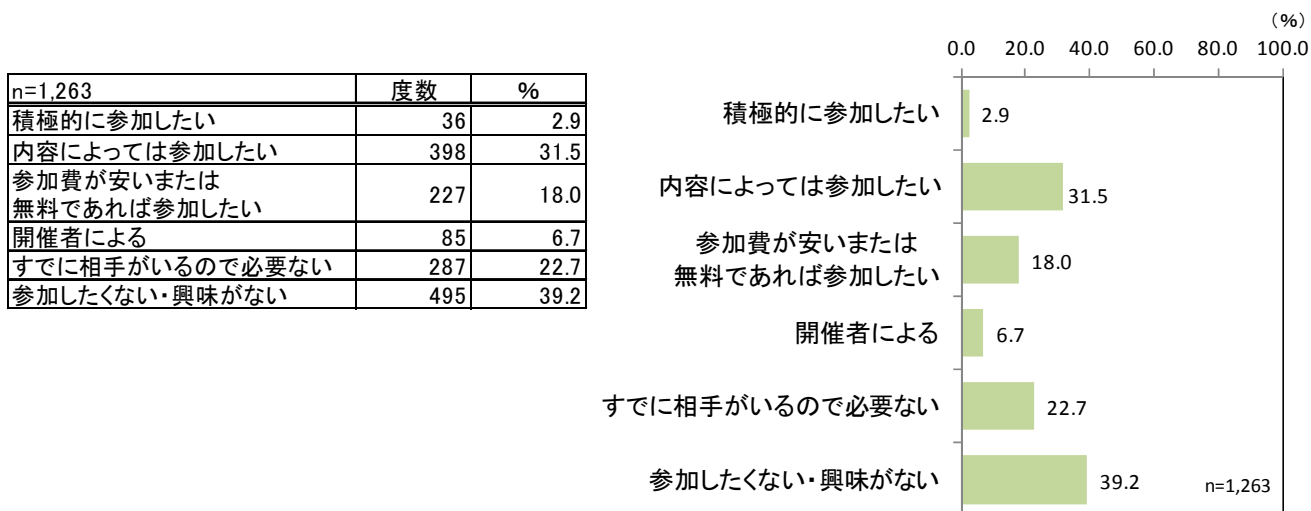 n=1,263 度数 %
積極的に参加したい 36 2.9
内容によっては参加したい 398 31.5
参加費が安いまたは
無料であれば参加したい 227 18.0
開催者による 85 6.7
すでに相手がいるので必要ない 287 22.7
参加したくない・興味がない 495 39.2
(%)
0.0 20.0 40.0 60.0 80.0 100.0
積極的に参加したい 2.9
内容によっては参加したい 31.5
参加費が安いまたは
無料であれば参加したい 18.0
開催者による 6.7
すでに相手がいるので必要ない 22.7
参加したくない・興味がない 39.2
n=1,263